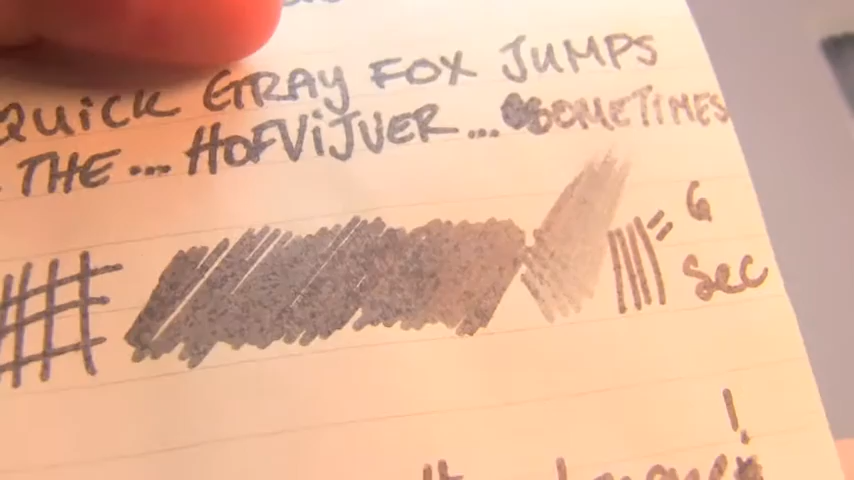 QUiCK GRAY FOX JUMPS
THE... HOFViJVER... SOMETIMES
= 6
Sec
!